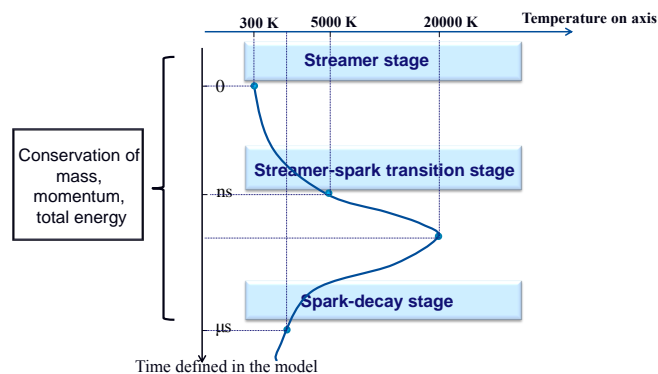 300 K 5000 K 20000 K Temperature on axis
Streamer stage
0
Streamer-spark transition stage
Conservation of
mass,
momentum,
total energy
ns
Spark-decay stage
μs
Time defined in the model